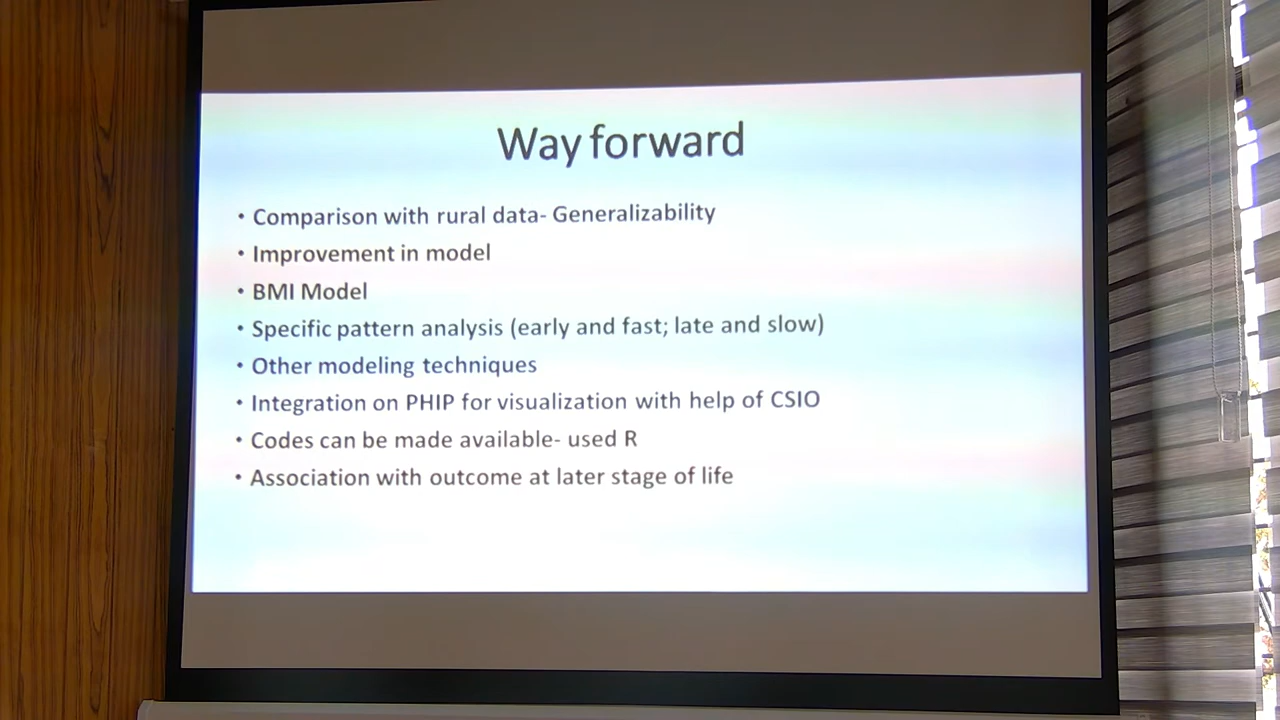 Way forward
• Comparison with rural data- Generalizability
• Improvement in model
• BMI Model
• Specific pattern analysis (early and fast; late and slow)
• Other modeling techniques
• Integration on PHIP for visualization with help of CSIO
• Codes can be made available- used R
• Association with outcome at later stage of life